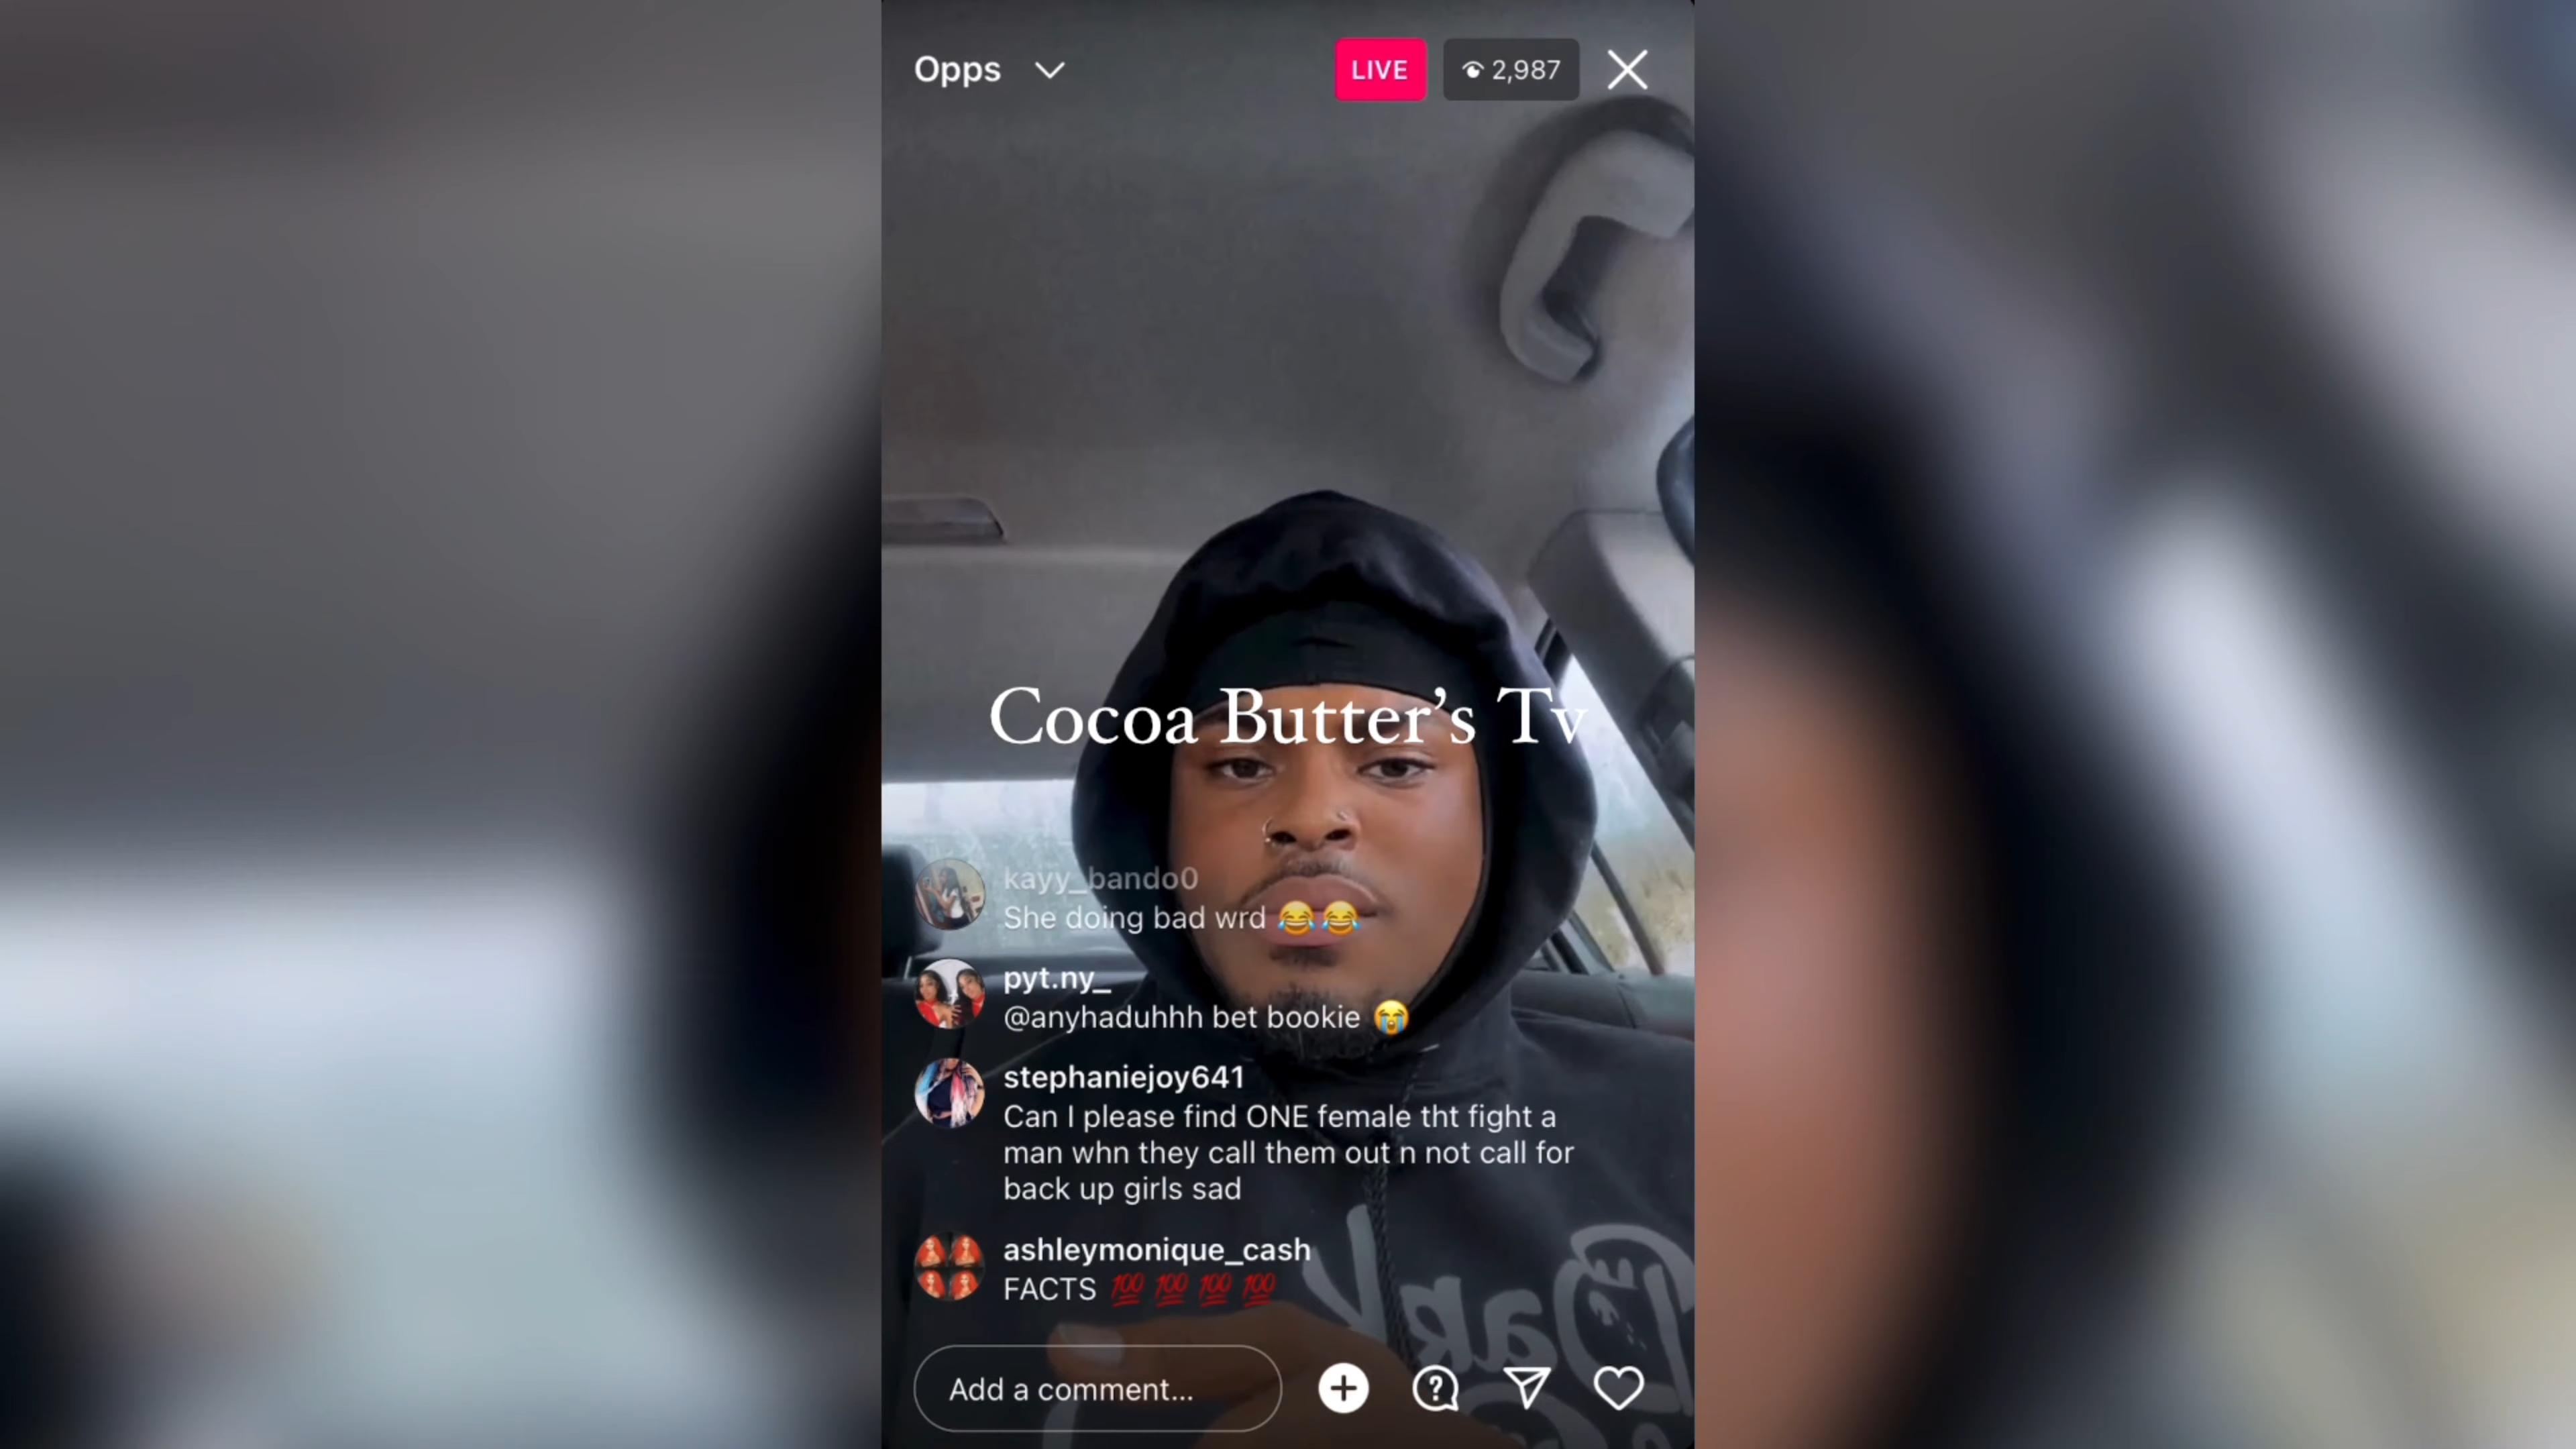 Opps
LIVE
2,987
Cocoa Butter's Tv
kayy_bando0
She doing bad wrd 😂😂
pyt.ny_
@anyhaduhhh bet bookie 😭
stephaniejoy641
Can I please find ONE female tht fight a
man whn they call them out n not call for
back up girls sad
ashleymonique_cash
FACTS 💯💯💯💯
Add a comment...